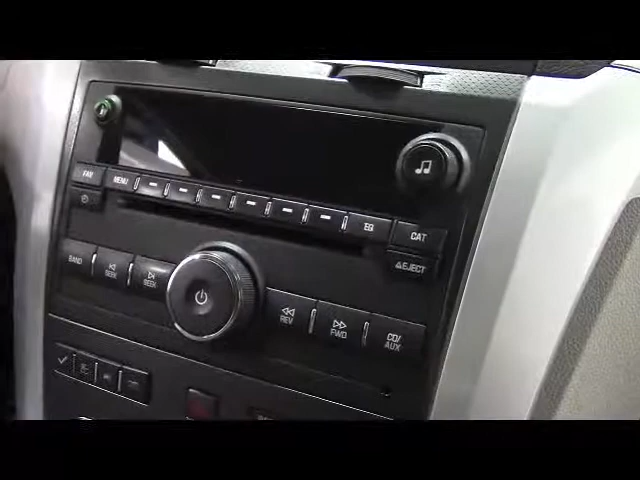 FAV
MENU
EQ
CAT
EJECT
BAND
SEEK
SEEK
REV
FWD
CD/
AUX